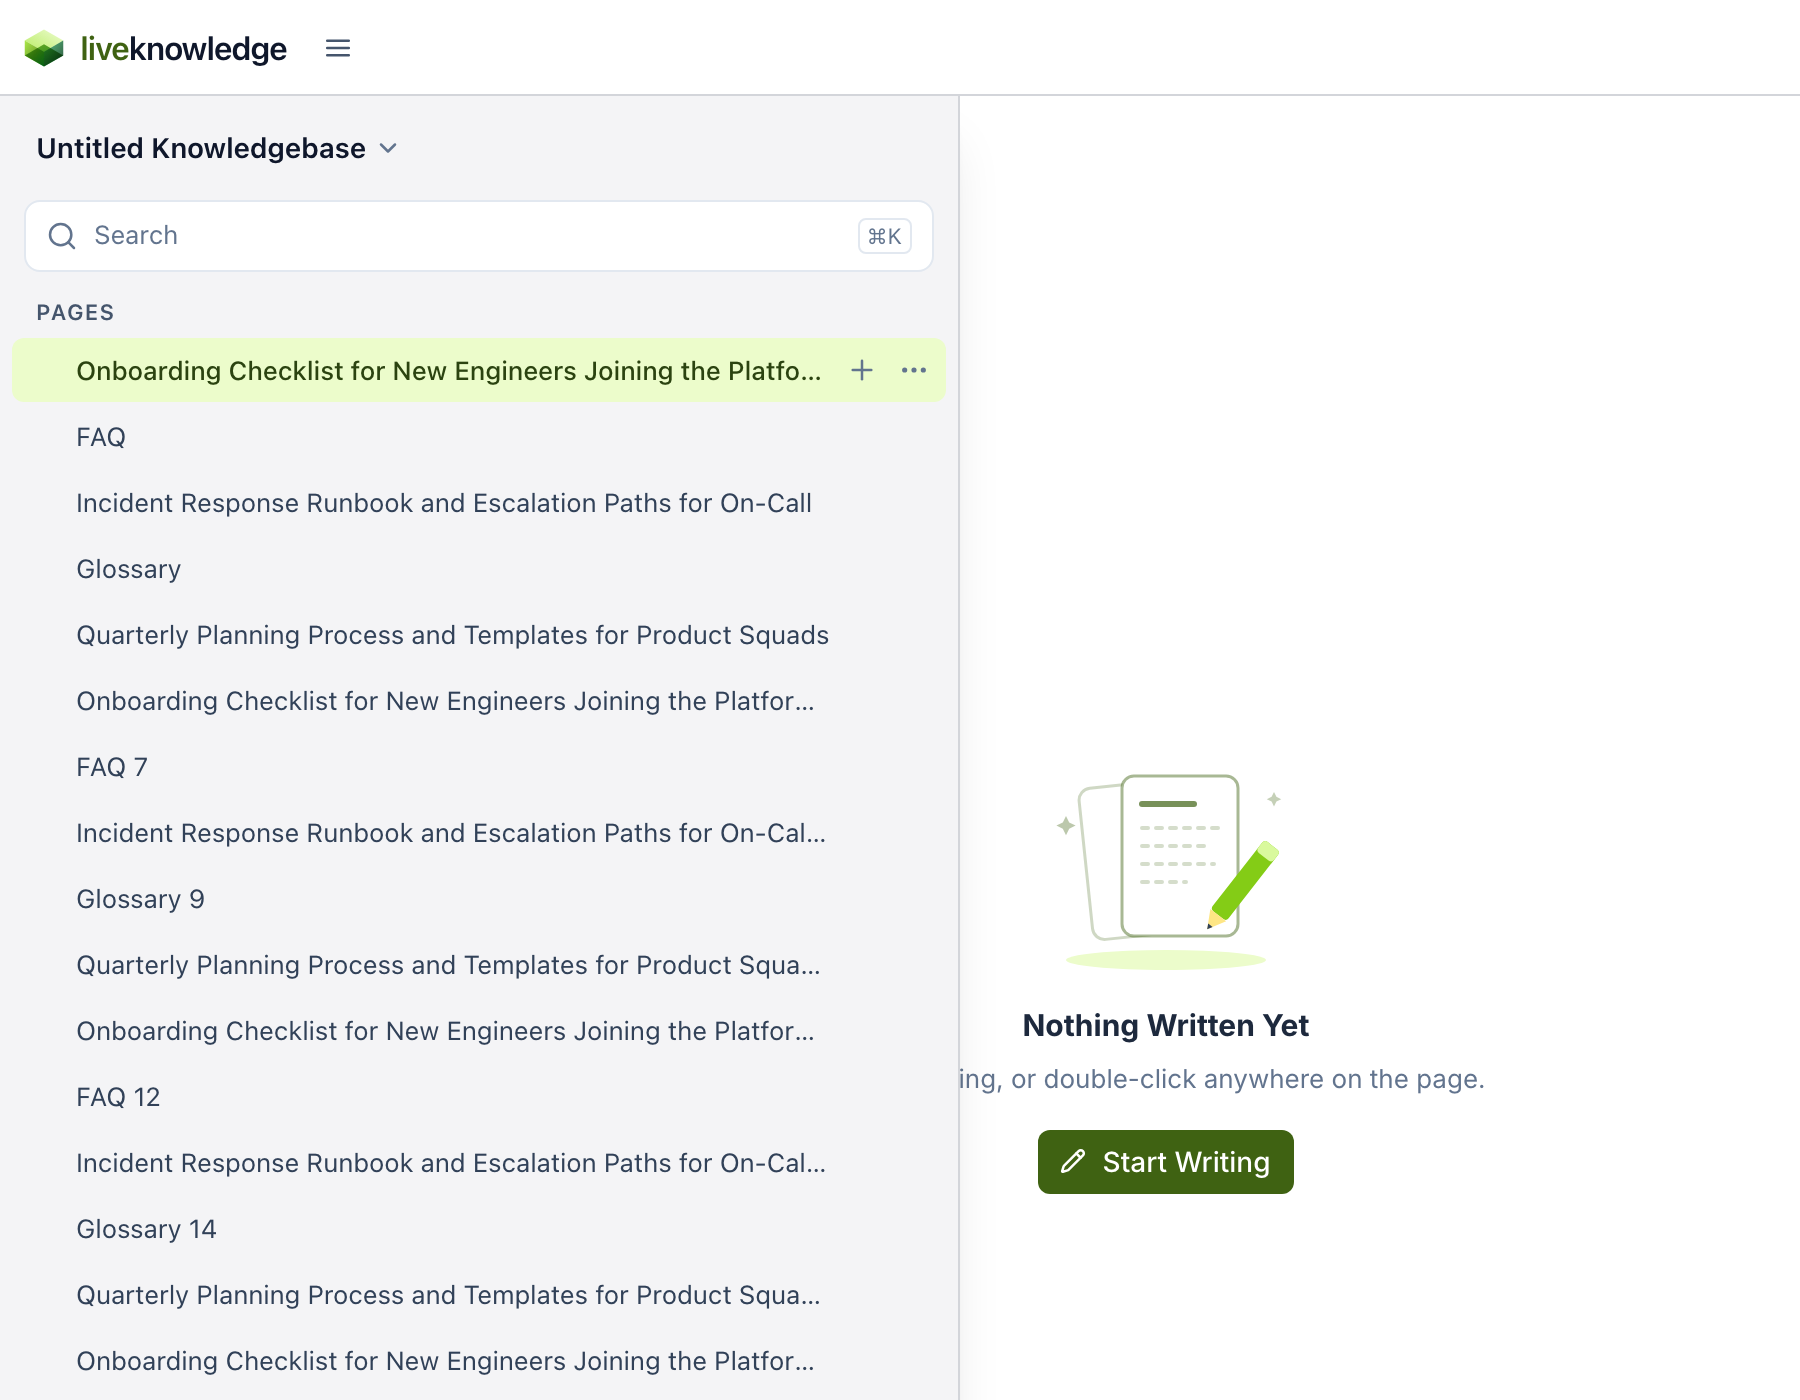 liveknowledge
Untitled Knowledgebase
Search
⌘K
PAGES
Onboarding Checklist for New Engineers Joining the Platfo...
FAQ
Incident Response Runbook and Escalation Paths for On-Call
Glossary
Quarterly Planning Process and Templates for Product Squads
Onboarding Checklist for New Engineers Joining the Platfor...
FAQ 7
Incident Response Runbook and Escalation Paths for On-Cal...
Glossary 9
Quarterly Planning Process and Templates for Product Squa...
Onboarding Checklist for New Engineers Joining the Platfor...
FAQ 12
Incident Response Runbook and Escalation Paths for On-Cal...
Glossary 14
Quarterly Planning Process and Templates for Product Squa...
Onboarding Checklist for New Engineers Joining the Platfor...
Nothing Written Yet
ing, or double-click anywhere on the page.
Start Writing